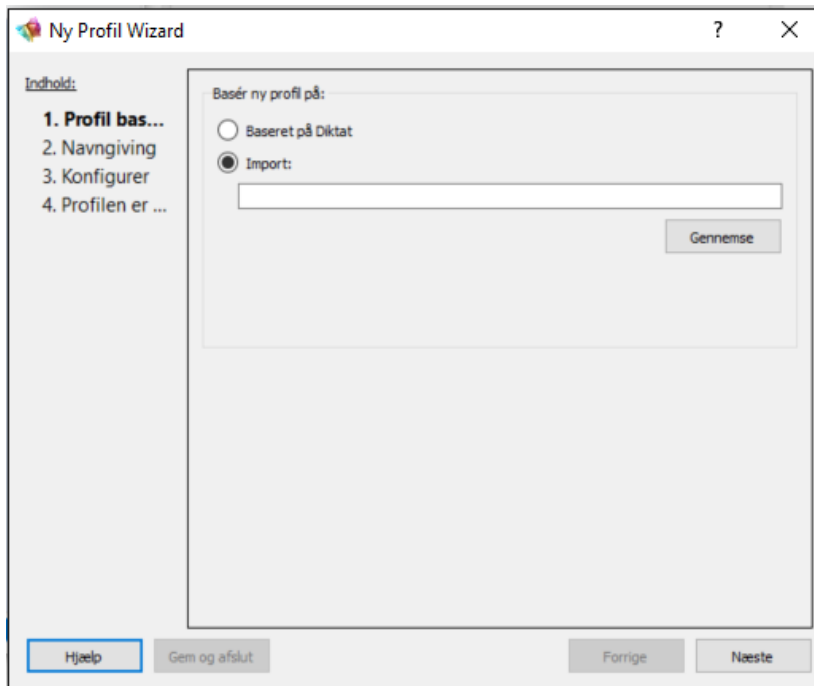 Ny Profil Wizard
?
Indhold:
1. Profil bas...
2. Navngiving
3. Konfigurer
4. Profilen er ...
Basér ny profil på:
Baseret på Diktat
Import:
Gennemse
Hjælp
Gem og afslut
Forrige
Næste